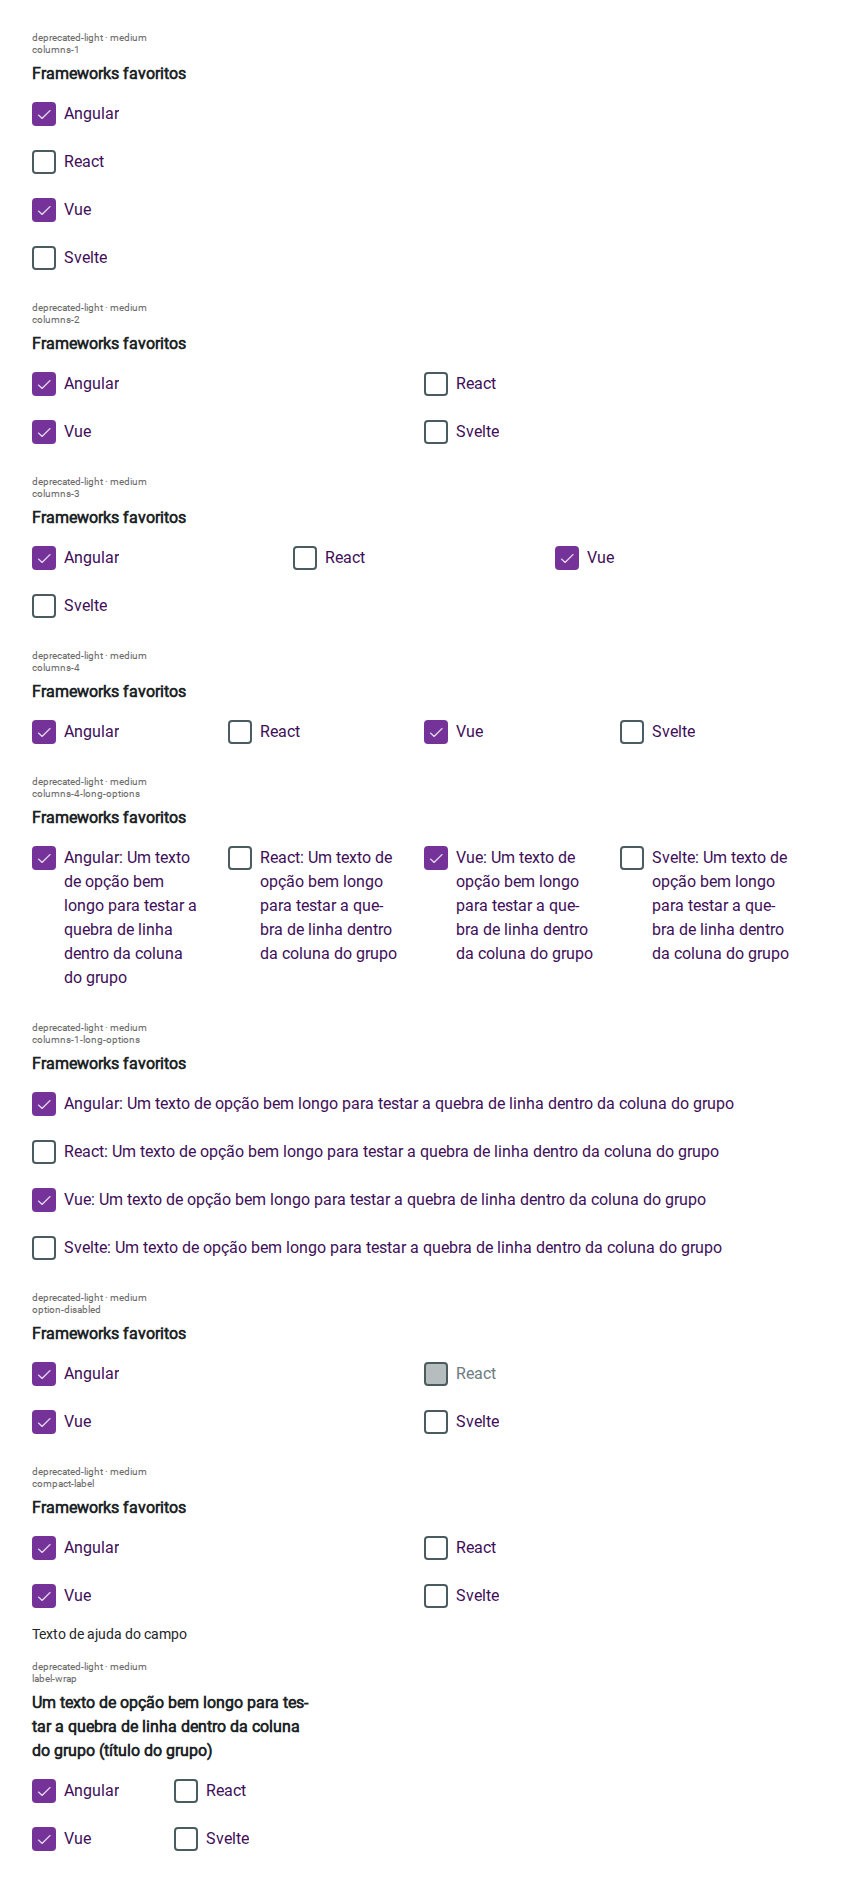 deprecated-light · medium
columns-1
Frameworks favoritos
Angular
React
Vue
Svelte
deprecated-light · medium
columns-2
Frameworks favoritos
Angular
React
Vue
Svelte
deprecated-light · medium
columns-3
Frameworks favoritos
Angular
React
Vue
Svelte
deprecated-light · medium
columns-4
Frameworks favoritos
Angular
React
Vue
Svelte
deprecated-light · medium
columns-4-long-options
Frameworks favoritos
Angular: Um texto
de opção bem
longo para testar a
quebra de linha
dentro da coluna
do grupo
React: Um texto de
opção bem longo
para testar a que-
bra de linha dentro
da coluna do grupo
Vue: Um texto de
opção bem longo
para testar a que-
bra de linha dentro
da coluna do grupo
Svelte: Um texto de
opção bem longo
para testar a que-
bra de linha dentro
da coluna do grupo
deprecated-light · medium
columns-1-long-options
Frameworks favoritos
Angular: Um texto de opção bem longo para testar a quebra de linha dentro da coluna do grupo
React: Um texto de opção bem longo para testar a quebra de linha dentro da coluna do grupo
Vue: Um texto de opção bem longo para testar a quebra de linha dentro da coluna do grupo
Svelte: Um texto de opção bem longo para testar a quebra de linha dentro da coluna do grupo
deprecated-light · medium
option-disabled
Frameworks favoritos
Angular
React
Vue
Svelte
deprecated-light · medium
compact-label
Frameworks favoritos
Angular
React
Vue
Svelte
Texto de ajuda do campo
deprecated-light · medium
label-wrap
Um texto de opção bem longo para tes-
tar a quebra de linha dentro da coluna
do grupo (título do grupo)
Angular
React
Vue
Svelte